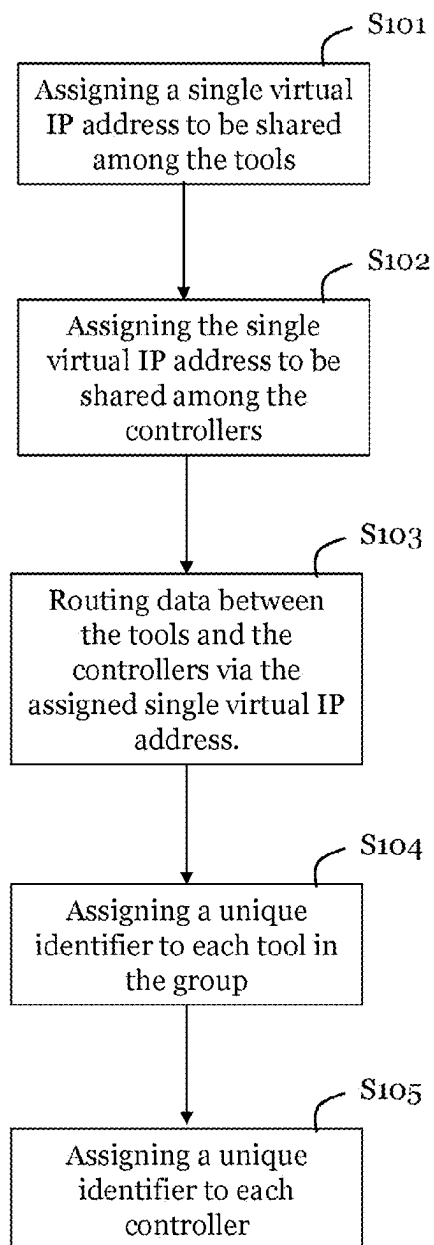 S101
Assigning a single virtual
IP address to be shared
among the tools
S102
Assigning the single
virtual IP address to be
shared among the
controllers
S103
Routing data between
the tools and the
controllers via the
assigned single virtual IP
address.
S104
Assigning a unique
identifier to each tool in
the group
S105
Assigning a unique
identifier to each
controller